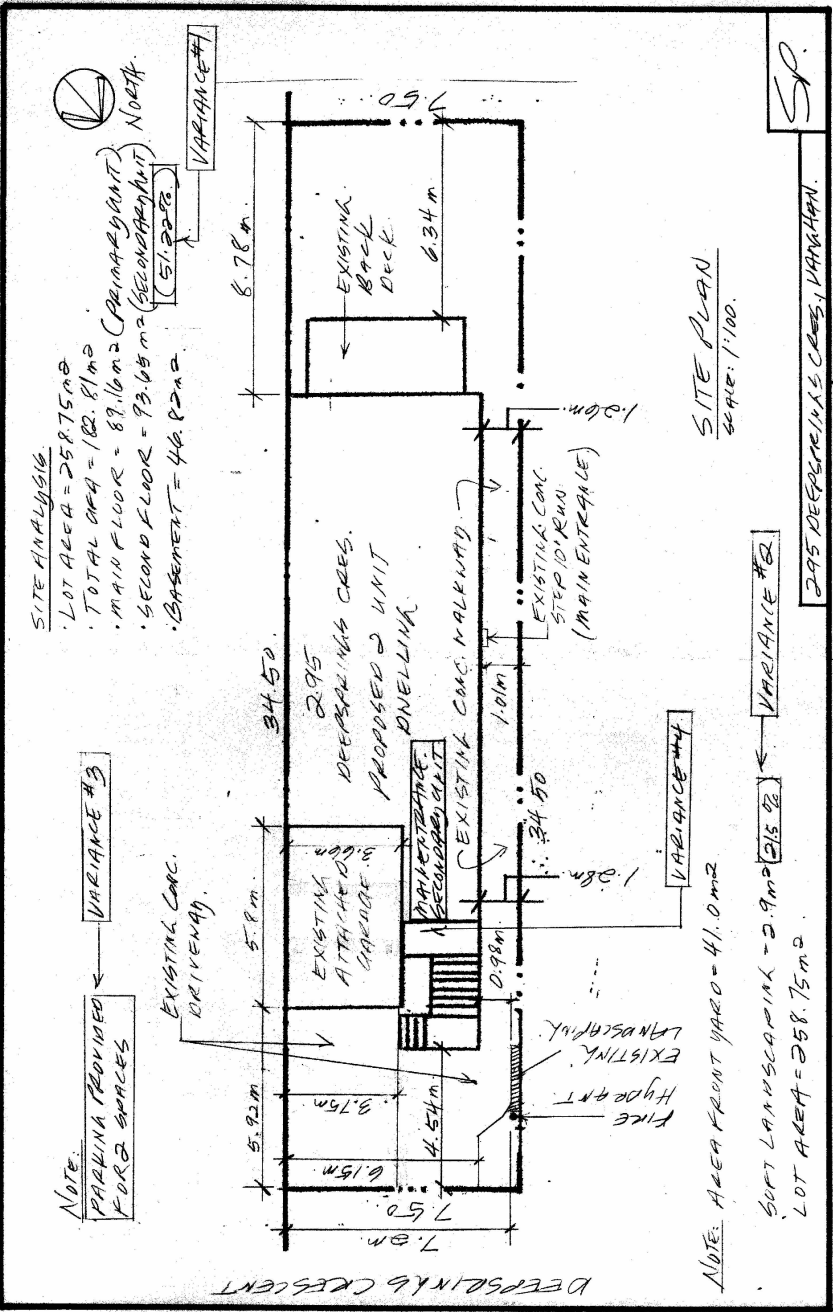 NOTE:
PARKING PROVIDED
FOR 2 SPACES
VARIANCE #3
SITE ANALYSIS.
· LOT AREA = 258.75m2
· TOTAL AREA = 182.81m2
· MAIN FLOOR = 89.16m2 (PRIMARY UNIT)
· SECOND FLOOR = 93.65m2 (SECONDARY UNIT)
· BASEMENT = 46.82m2.
(51.22%)
NORTH.
VARIANCE #1
EXISTING CONC.
DRIVEWAY.
5.92m
5.8m.
34.50.
8.78m.
DEEPSPRINGS CRESCENT
7.2m.
7.50
6.15m
3.75m
4.54m
EXISTING
ATTACHED
GARAGE.
3.66m
295
DEEPSPRINGS CRES.
PROPOSED 2 UNIT
DWELLING.
MAIN ENTRANCE.
SECONDARY UNIT
EXISTING CONC. WALKWAY.
EXISTING
BACK
DECK.
6.34m
7.50
0.98m
1.01m
1.28m
1.26m.
34.50
EXISTING CONC.
STEP 10' RUN.
(MAIN ENTRANCE)
FIRE
HYDRANT
EXISTING
LANDSCAPING.
VARIANCE #4
SITE PLAN
SCALE: 1:100.
NOTE: AREA FRONT YARD = 41.0m2
SOFT LANDSCAPING = 2.9m2 (215%)
VARIANCE #2
LOT AREA = 258.75m2.
295 DEEPSPRINGS CRES, VAUGHAN.
SP.